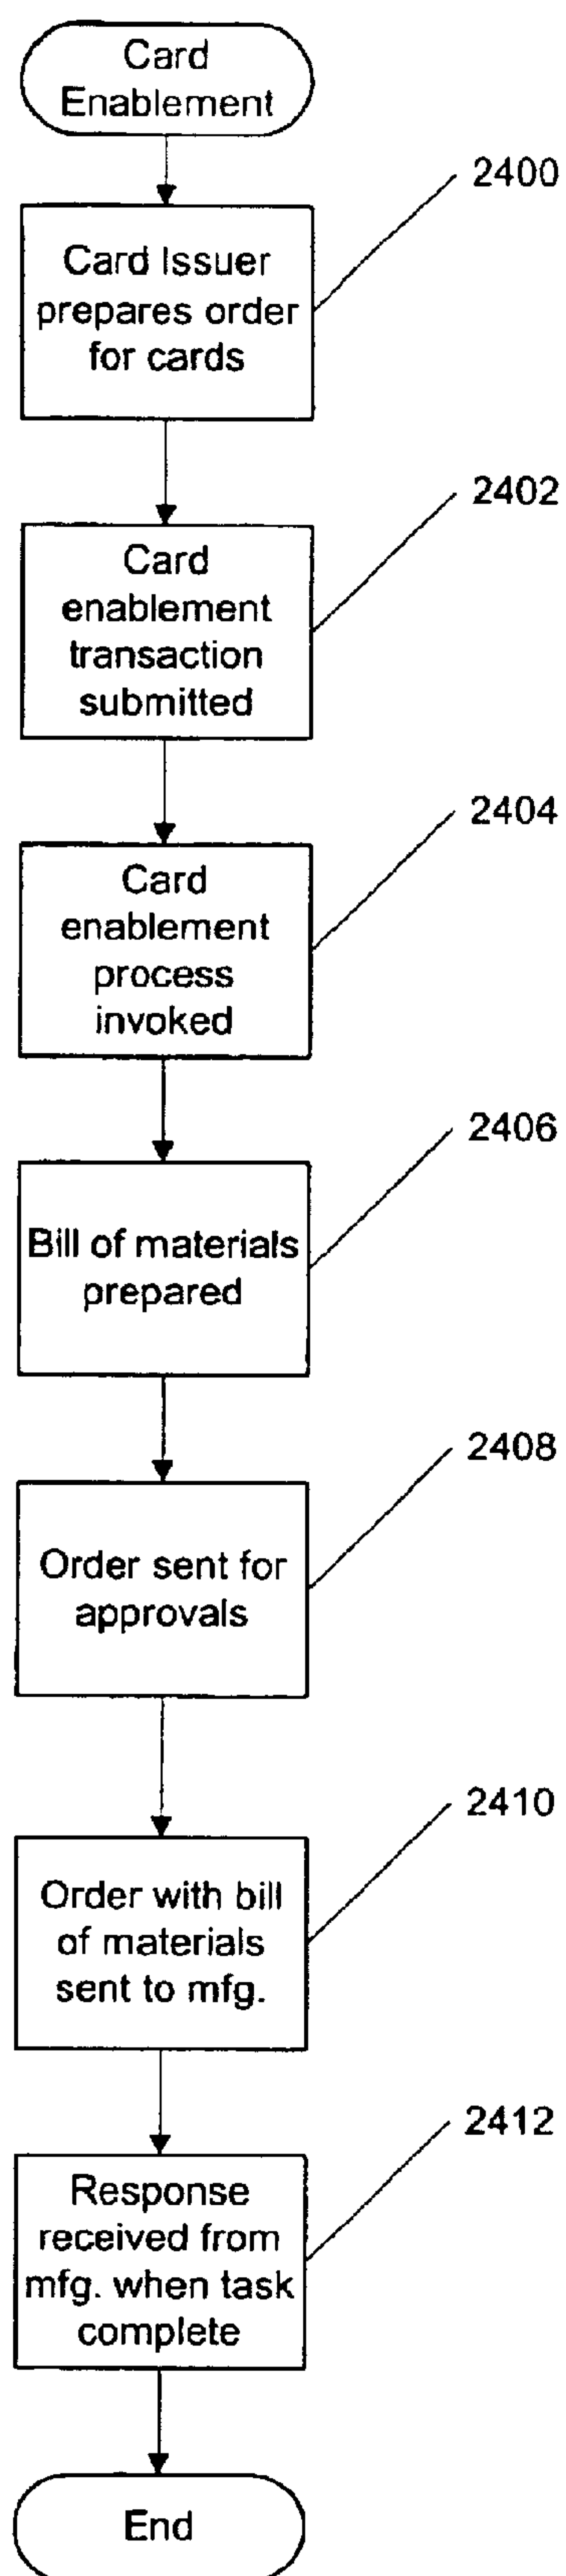 Card
Enablement
2400
Card Issuer
prepares order
for cards
2402
Card
enablement
transaction
submitted
2404
Card
enablement
process
invoked
2406
Bill of materials
prepared
2408
Order sent for
approvals
2410
Order with bill
of materials
sent to mfg.
2412
Response
received from
mfg. when task
complete
End